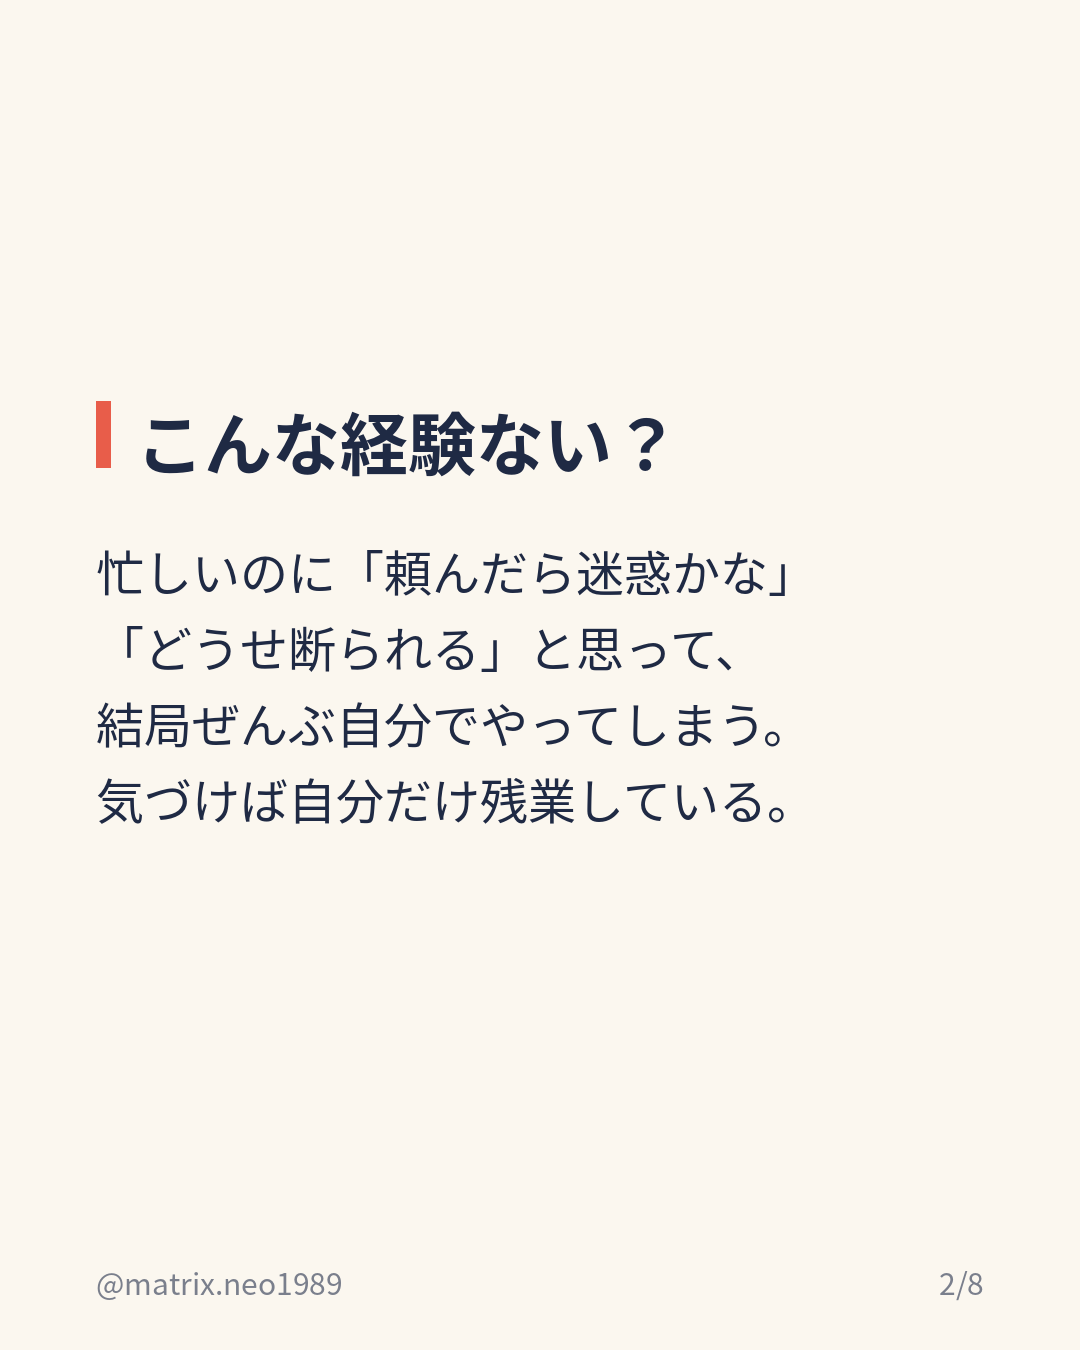 こんな経験ない？
忙しいのに「頼んだら迷惑かな」
「どうせ断られる」と思って、
結局ぜんぶ自分でやってしまう。
気づけば自分だけ残業している。
@matrix.neo1989
2/8